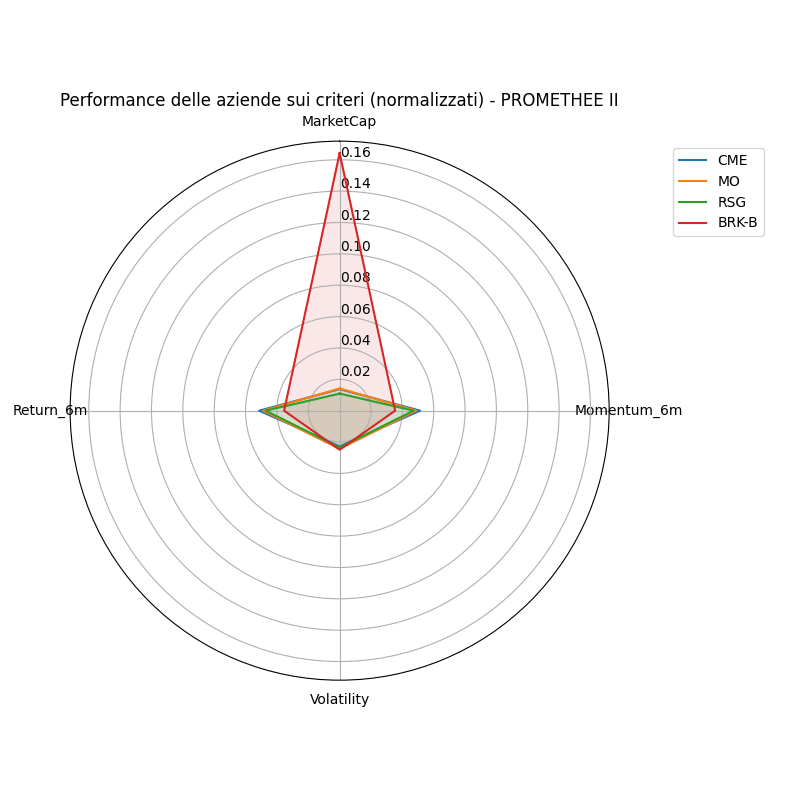 Performance delle aziende sui criteri (normalizzati) - PROMETHEE II
MarketCap
CME
MO
RSG
BRK-B
0.16
0.14
0.12
0.10
0.08
0.06
0.04
0.02
Return_6m
Momentum_6m
Volatility